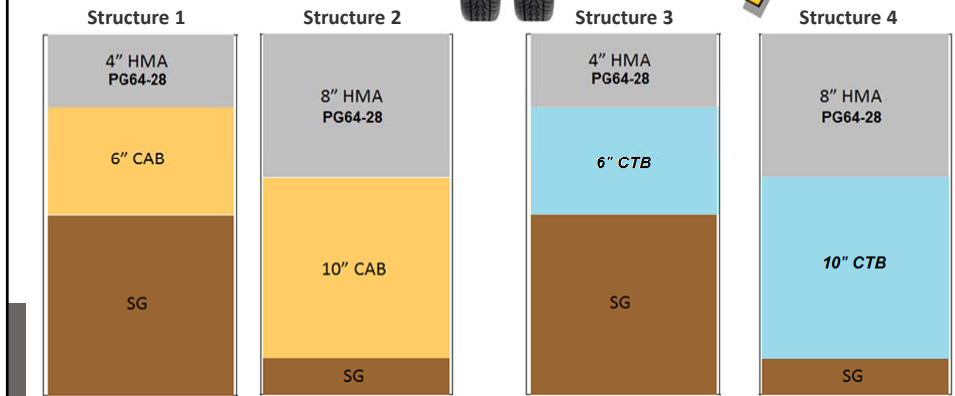 Structure 1
4” HMA
PG64-28
6” CAB
SG
Structure 2
8” HMA
PG64-28
10” CAB
SG
Structure 3
4” HMA
PG64-28
6" CTB
SG
Structure 4
8” HMA
PG64-28
10" CTB
SG